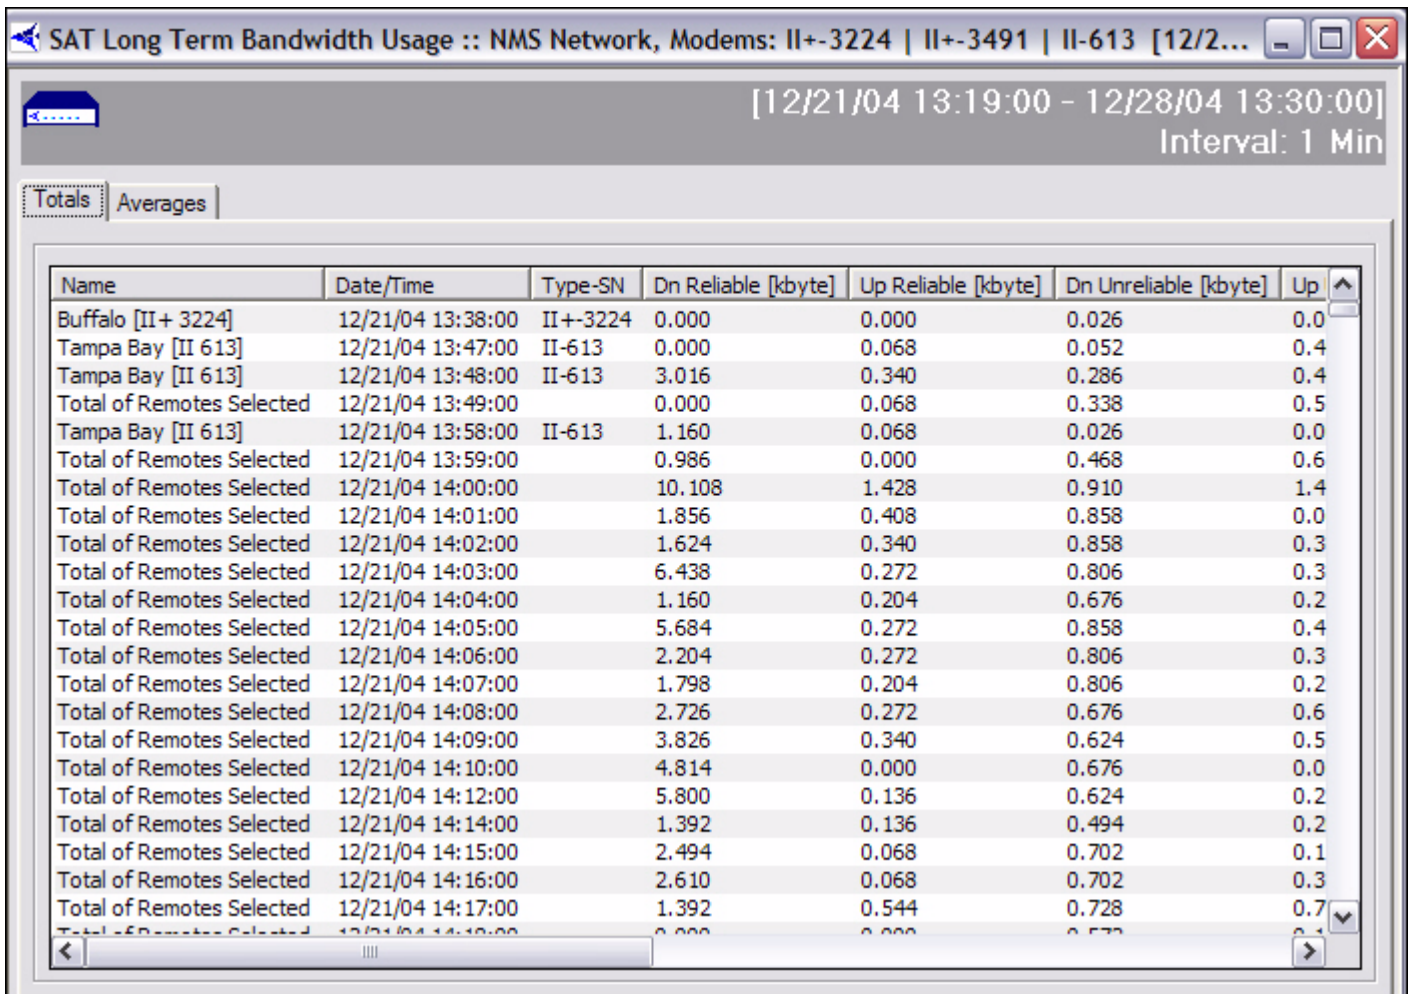 SAT Long Term Bandwidth Usage :: NMS Network, Modems: II+-3224 | II+-3491 | II-613 [12/2...
[12/21/04 13:19:00 - 12/28/04 13:30:00]
Interval: 1 Min
Totals Averages
Name Date/Time Type-SN Dn Reliable [kbyte] Up Reliable [kbyte] Dn Unreliable [kbyte] Up
Buffalo [II+ 3224] 12/21/04 13:38:00 II+-3224 0.000 0.000 0.026 0.0
Tampa Bay [II 613] 12/21/04 13:47:00 II-613 0.000 0.068 0.052 0.4
Tampa Bay [II 613] 12/21/04 13:48:00 II-613 3.016 0.340 0.286 0.4
Total of Remotes Selected 12/21/04 13:49:00 0.000 0.068 0.338 0.5
Tampa Bay [II 613] 12/21/04 13:58:00 II-613 1.160 0.068 0.026 0.0
Total of Remotes Selected 12/21/04 13:59:00 0.986 0.000 0.468 0.6
Total of Remotes Selected 12/21/04 14:00:00 10.108 1.428 0.910 1.4
Total of Remotes Selected 12/21/04 14:01:00 1.856 0.408 0.858 0.0
Total of Remotes Selected 12/21/04 14:02:00 1.624 0.340 0.858 0.3
Total of Remotes Selected 12/21/04 14:03:00 6.438 0.272 0.806 0.3
Total of Remotes Selected 12/21/04 14:04:00 1.160 0.204 0.676 0.2
Total of Remotes Selected 12/21/04 14:05:00 5.684 0.272 0.858 0.4
Total of Remotes Selected 12/21/04 14:06:00 2.204 0.272 0.806 0.3
Total of Remotes Selected 12/21/04 14:07:00 1.798 0.204 0.806 0.2
Total of Remotes Selected 12/21/04 14:08:00 2.726 0.272 0.676 0.6
Total of Remotes Selected 12/21/04 14:09:00 3.826 0.340 0.624 0.5
Total of Remotes Selected 12/21/04 14:10:00 4.814 0.000 0.676 0.0
Total of Remotes Selected 12/21/04 14:12:00 5.800 0.136 0.624 0.2
Total of Remotes Selected 12/21/04 14:14:00 1.392 0.136 0.494 0.2
Total of Remotes Selected 12/21/04 14:15:00 2.494 0.068 0.702 0.1
Total of Remotes Selected 12/21/04 14:16:00 2.610 0.068 0.702 0.3
Total of Remotes Selected 12/21/04 14:17:00 1.392 0.544 0.728 0.7